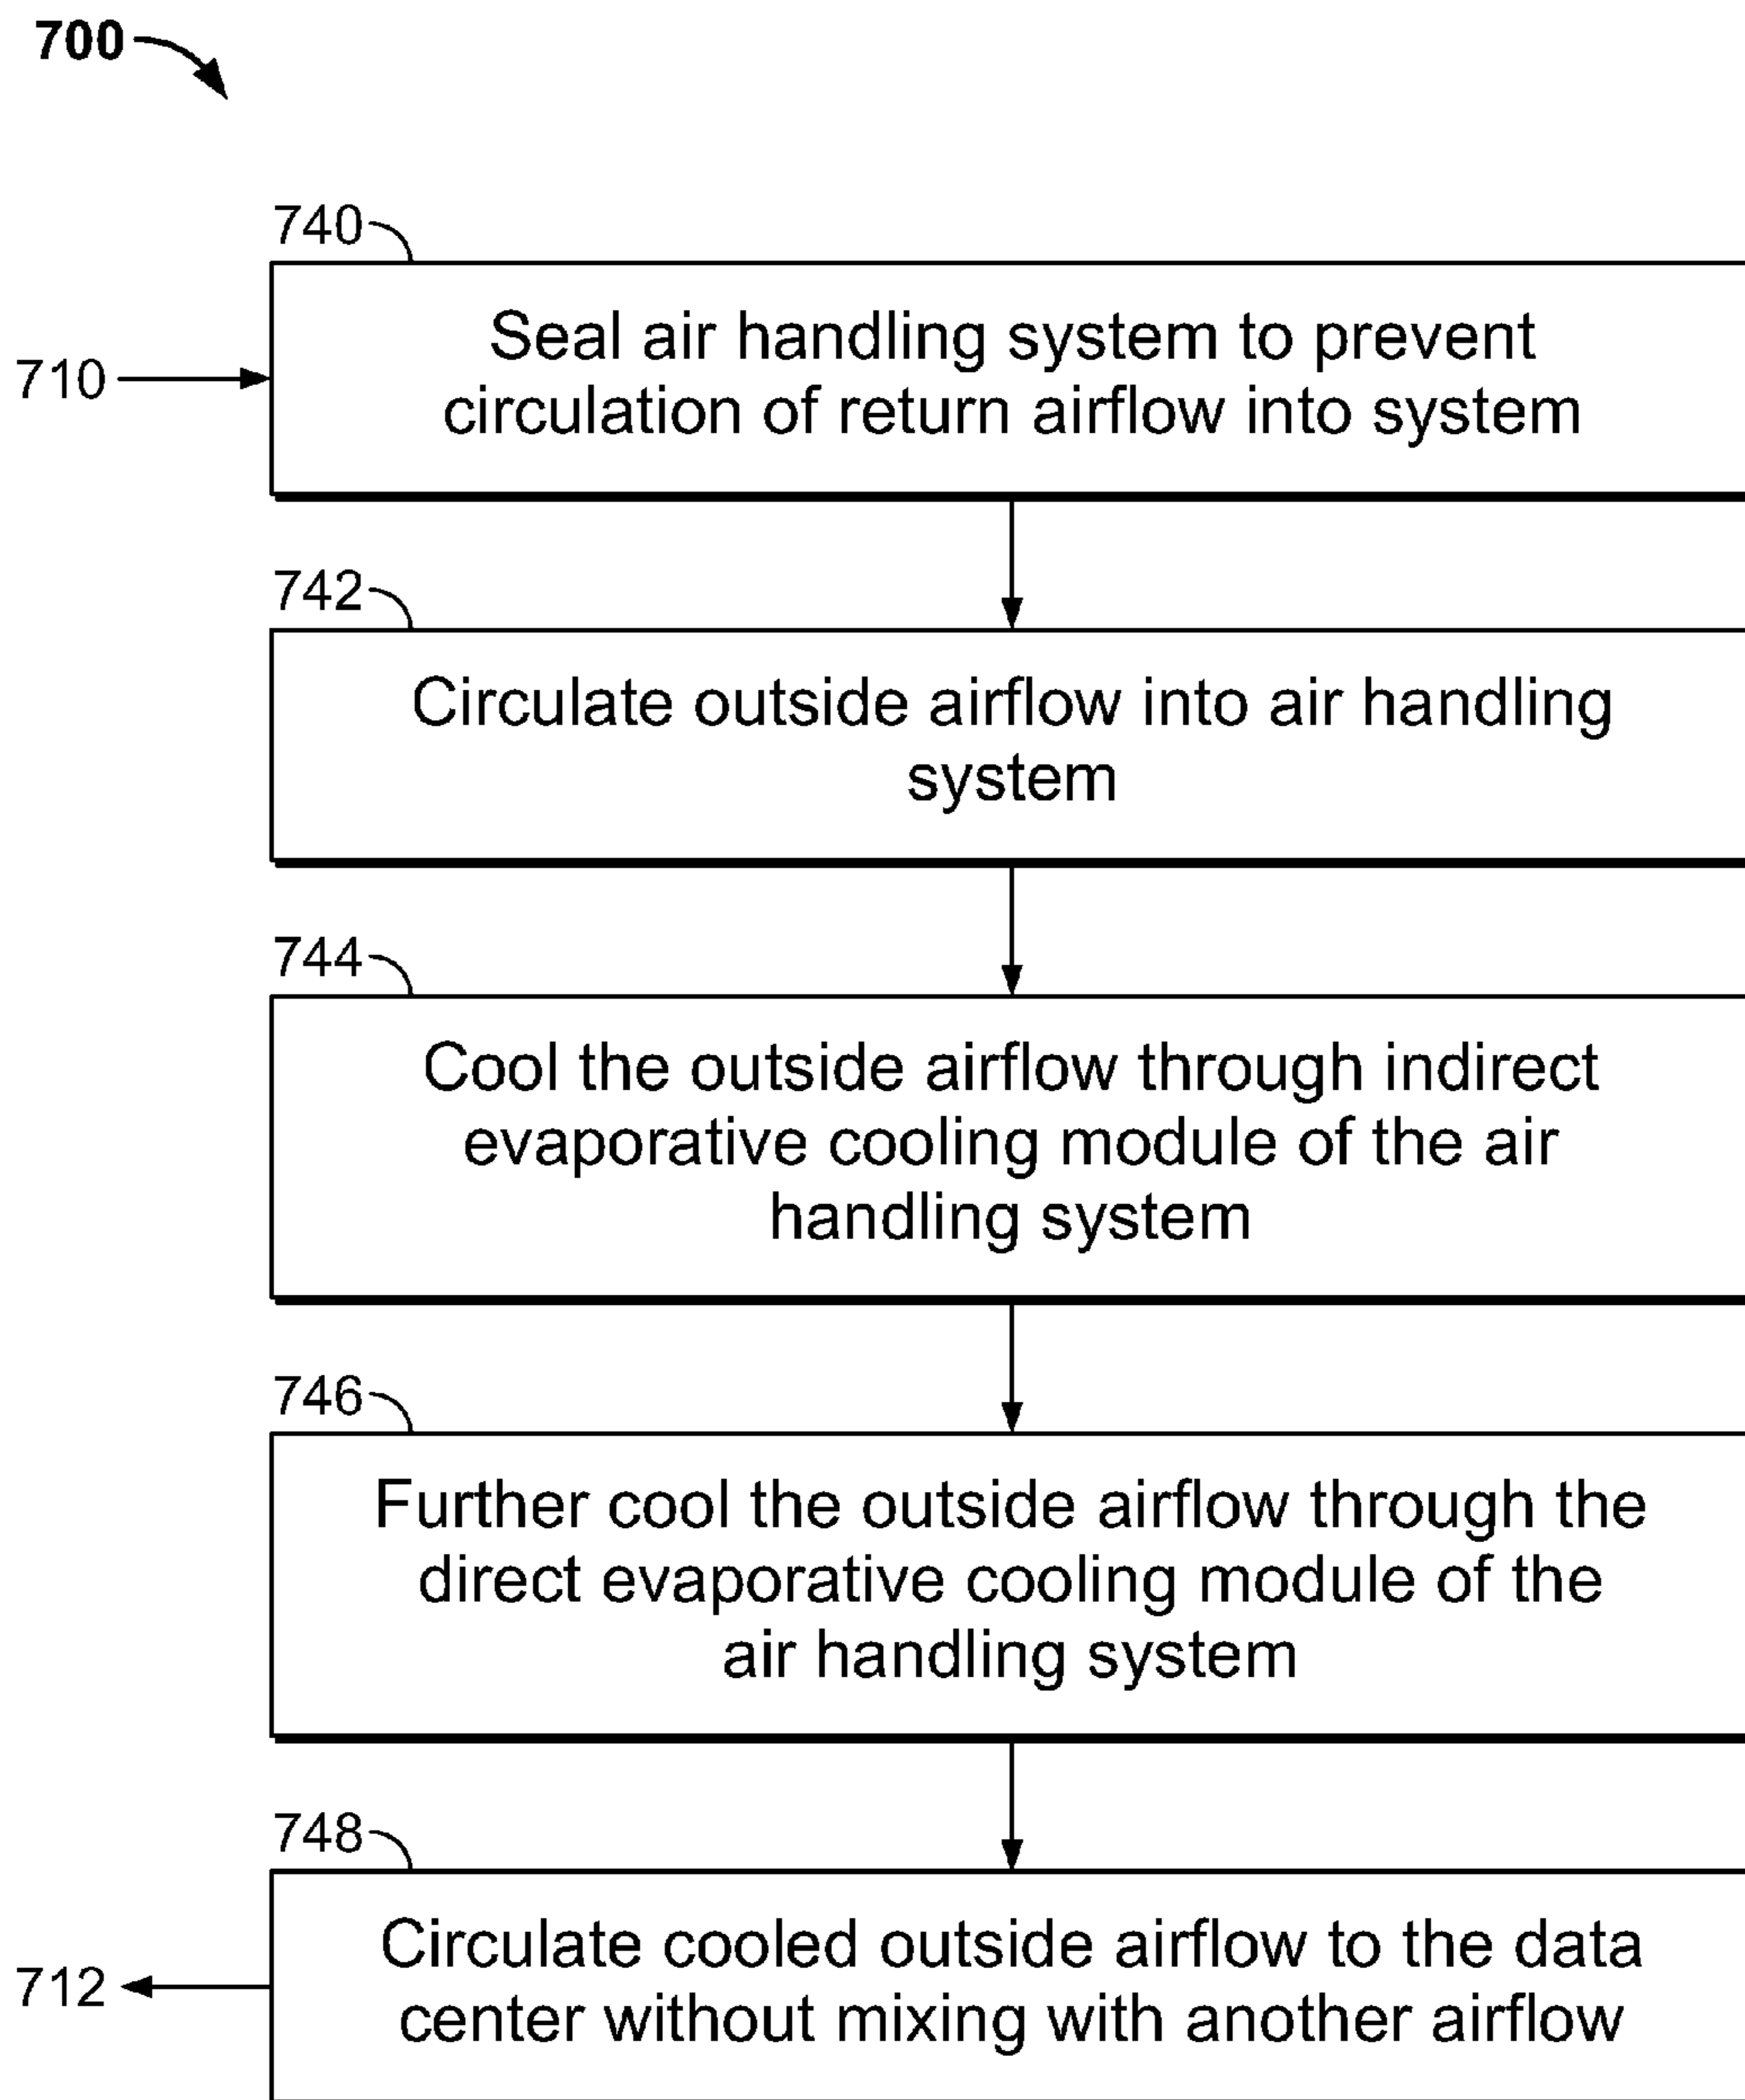 700
740
Seal air handling system to prevent
710
circulation of return airflow into system
742
Circulate outside airflow into air handling
system
744
Cool the outside airflow through indirect
evaporative cooling module of the air
handling system
746
Further cool the outside airflow through the
direct evaporative cooling module of the
air handling system
748
Circulate cooled outside airflow to the data
712
center without mixing with another airflow